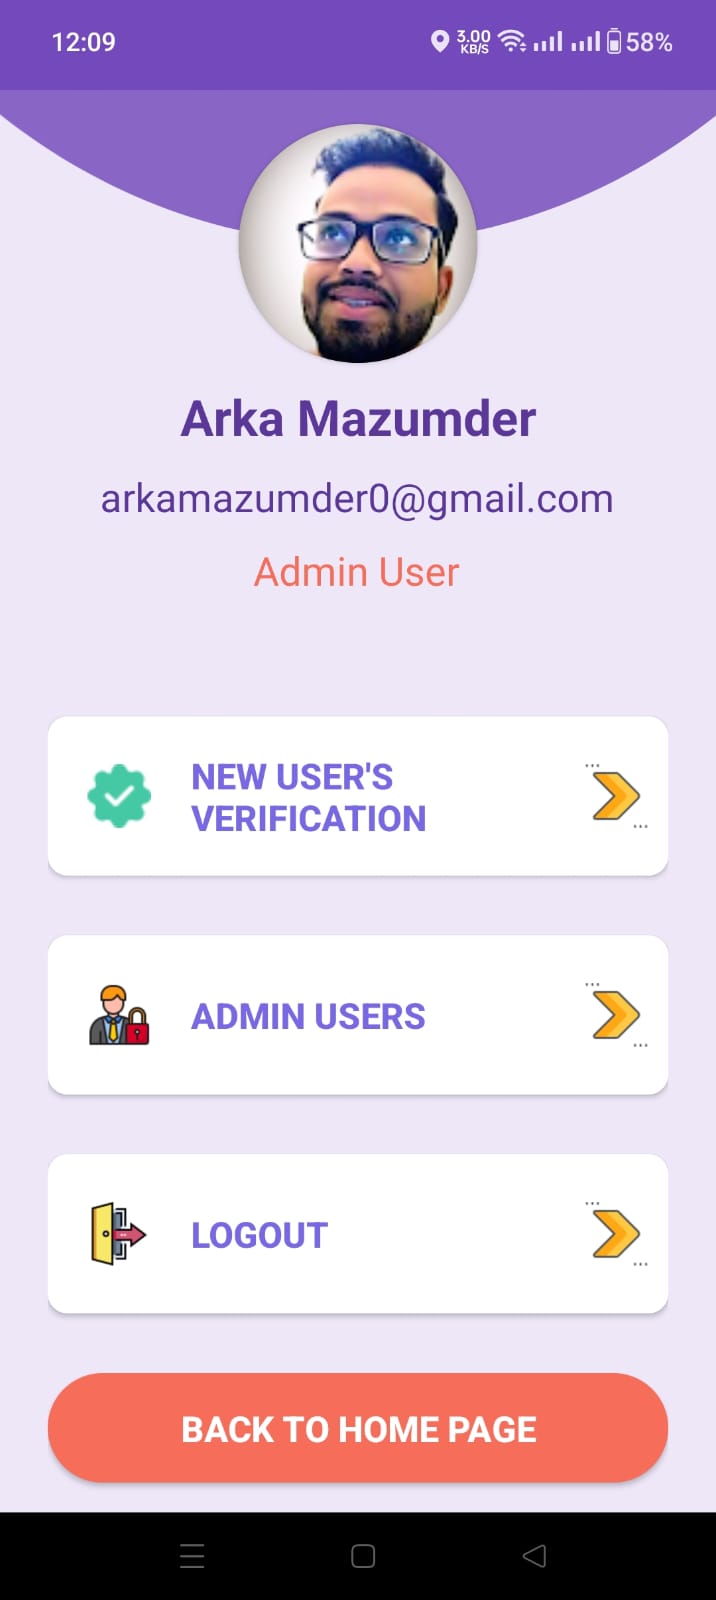 12:09
3.00
KB/S
58%
Arka Mazumder
arkamazumder0@gmail.com
Admin User
NEW USER'S
VERIFICATION
ADMIN USERS
LOGOUT
BACK TO HOME PAGE